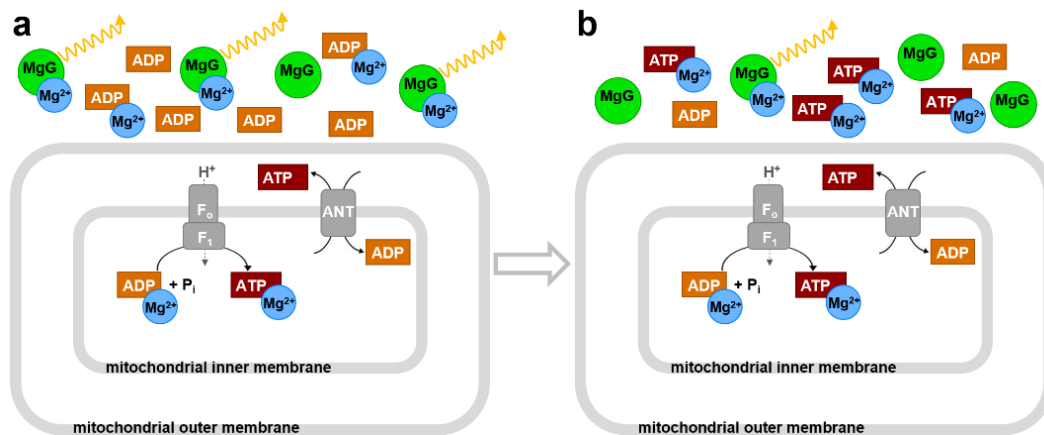 a
MgG
Mg²⁺
ADP
ADP
Mg²⁺
ADP
MgG
Mg²⁺
ADP
MgG
ADP
Mg²⁺
ADP
MgG
Mg²⁺
H⁺
Fₒ
F₁
ATP
ANT
ADP
ADP
Mg²⁺
+ Pᵢ
ATP
Mg²⁺
mitochondrial inner membrane
mitochondrial outer membrane
b
MgG
ATP
Mg²⁺
ADP
MgG
Mg²⁺
ATP
Mg²⁺
ATP
Mg²⁺
MgG
ADP
ATP
Mg²⁺
MgG
H⁺
Fₒ
F₁
ATP
ANT
ADP
ADP
Mg²⁺
+ Pᵢ
ATP
Mg²⁺
mitochondrial inner membrane
mitochondrial outer membrane